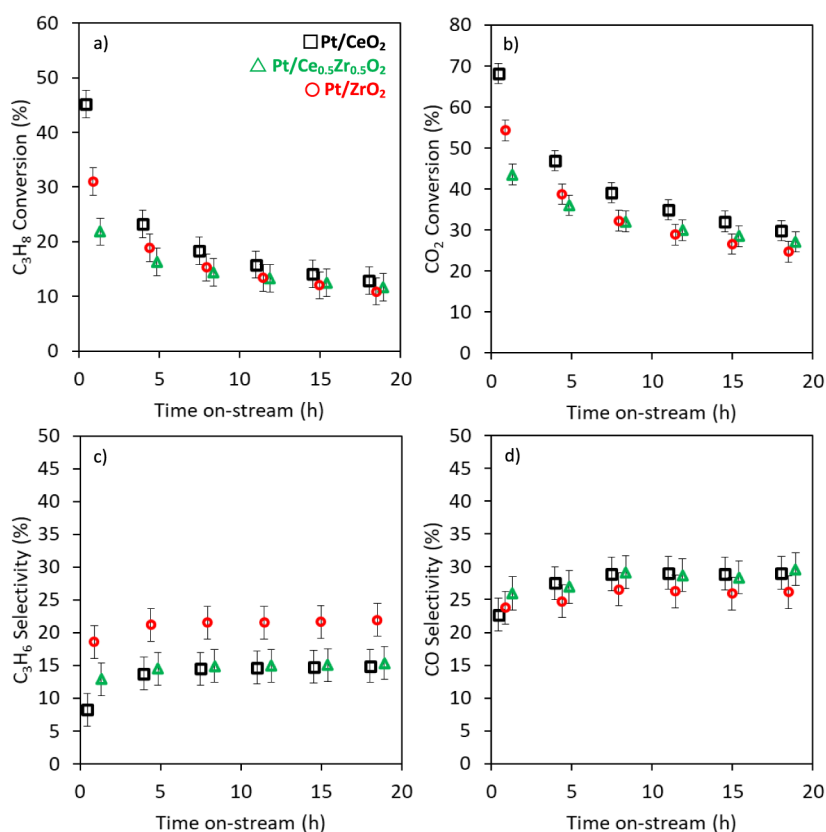 a)
Pt/CeO₂
Pt/Ce₀.₅Zr₀.₅O₂
Pt/ZrO₂
C₃H₈ Conversion (%)
60
50
40
30
20
10
0
0 5 10 15 20
Time on-stream (h)
b)
CO₂ Conversion (%)
80
70
60
50
40
30
20
10
0
0 5 10 15 20
Time on-stream (h)
c)
C₃H₆ Selectivity (%)
50
45
40
35
30
25
20
15
10
5
0
0 5 10 15 20
Time on-stream (h)
d)
CO Selectivity (%)
50
45
40
35
30
25
20
15
10
5
0
0 5 10 15 20
Time on-stream (h)